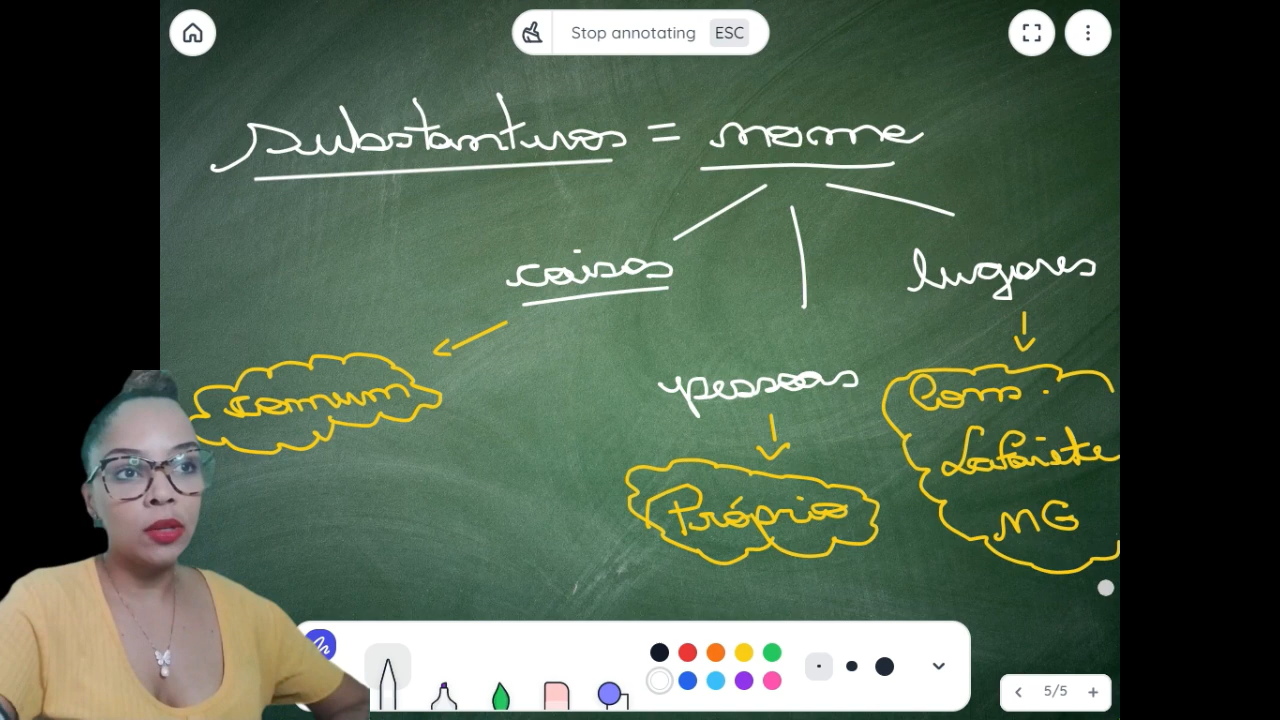 Stop annotating ESC
substantivos = nome
coisas
lugares
comum
pessoas
Próprio
Cons.
Lafaiete
MG
5/5